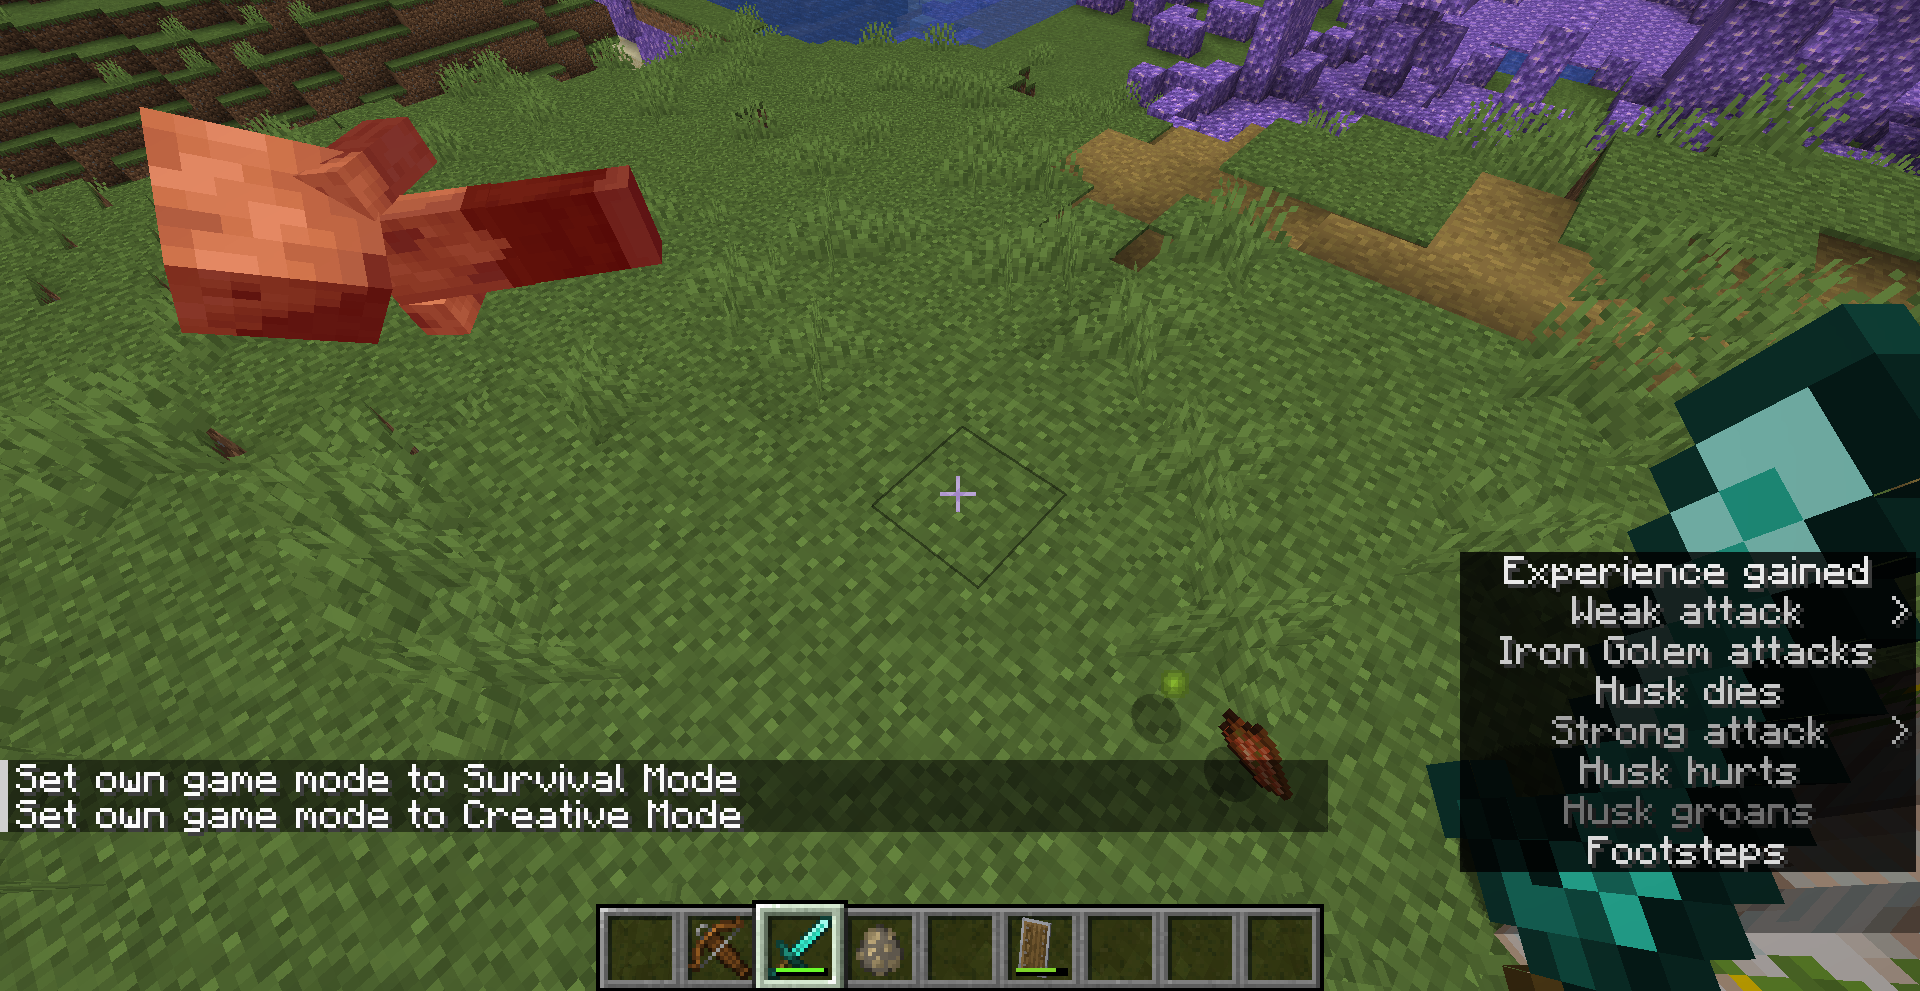 Experience gained
Weak attack >
Iron Golem attacks
Husk dies
Strong attack >
Husk hurts
Husk groans
Footsteps
Set own game mode to Survival Mode
Set own game mode to Creative Mode